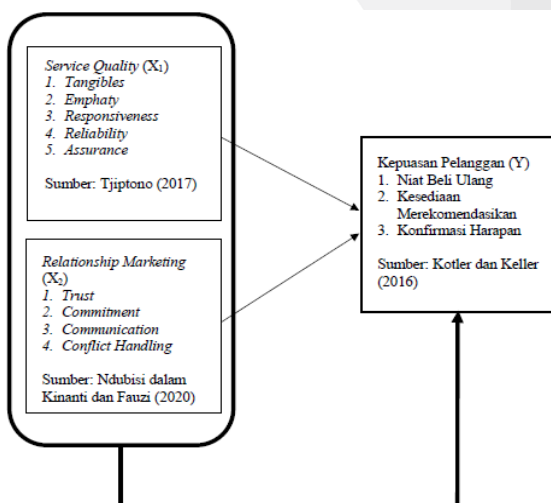 Service Quality (X₁)
1. Tangibles
2. Emphaty
3. Responsiveness
4. Reliability
5. Assurance
Sumber: Tjiptono (2017)
Relationship Marketing
(X₂)
1. Trust
2. Commitment
3. Communication
4. Conflict Handling
Sumber: Ndubisi dalam
Kinanti dan Fauzi (2020)
Kepuasan Pelanggan (Y)
1. Niat Beli Ulang
2. Kesediaan
Merekomendasikan
3. Konfirmasi Harapan
Sumber: Kotler dan Keller
(2016)